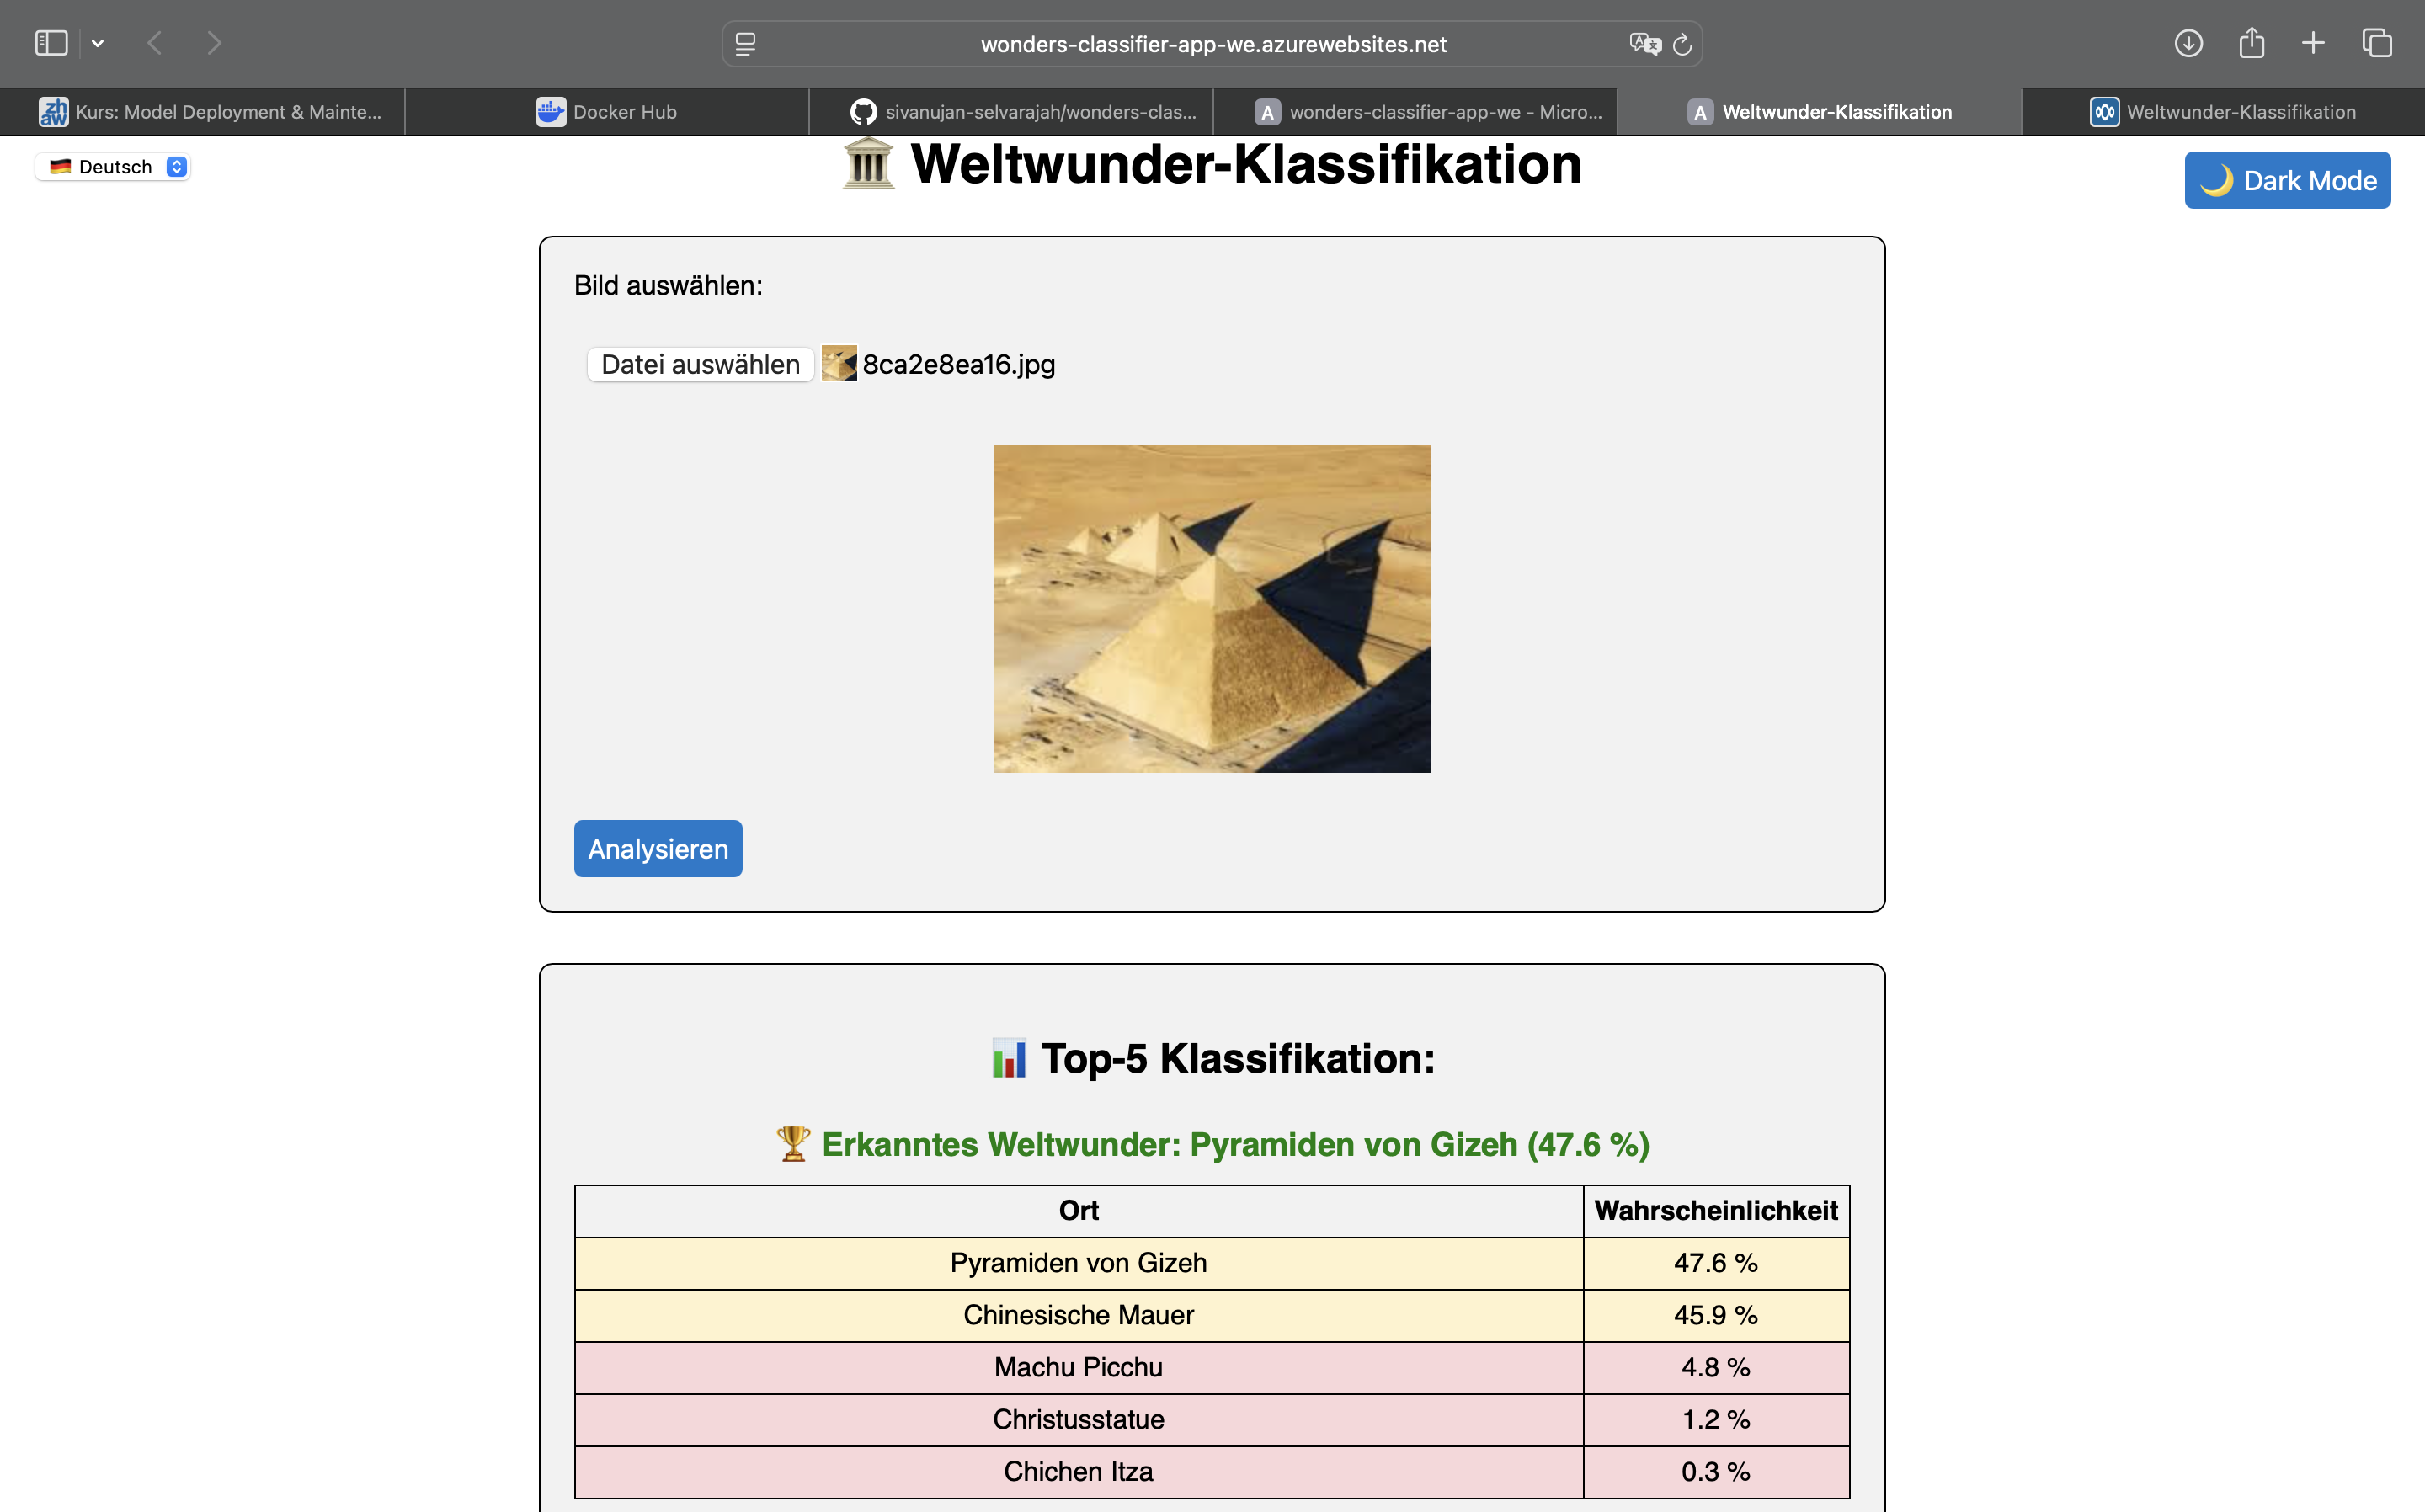 wonders-classifier-app-we.azurewebsites.net
zh aw Kurs: Model Deployment & Mainte... Docker Hub sivanujan-selvarajah/wonders-clas... A wonders-classifier-app-we - Micro... A Weltwunder-Klassifikation Weltwunder-Klassifikation
Deutsch
Weltwunder-Klassifikation
Dark Mode
Bild auswählen:
Datei auswählen 8ca2e8ea16.jpg
Analysieren
Top-5 Klassifikation:
Erkanntes Weltwunder: Pyramiden von Gizeh (47.6 %)
Ort Wahrscheinlichkeit
Pyramiden von Gizeh 47.6 %
Chinesische Mauer 45.9 %
Machu Picchu 4.8 %
Christusstatue 1.2 %
Chichen Itza 0.3 %